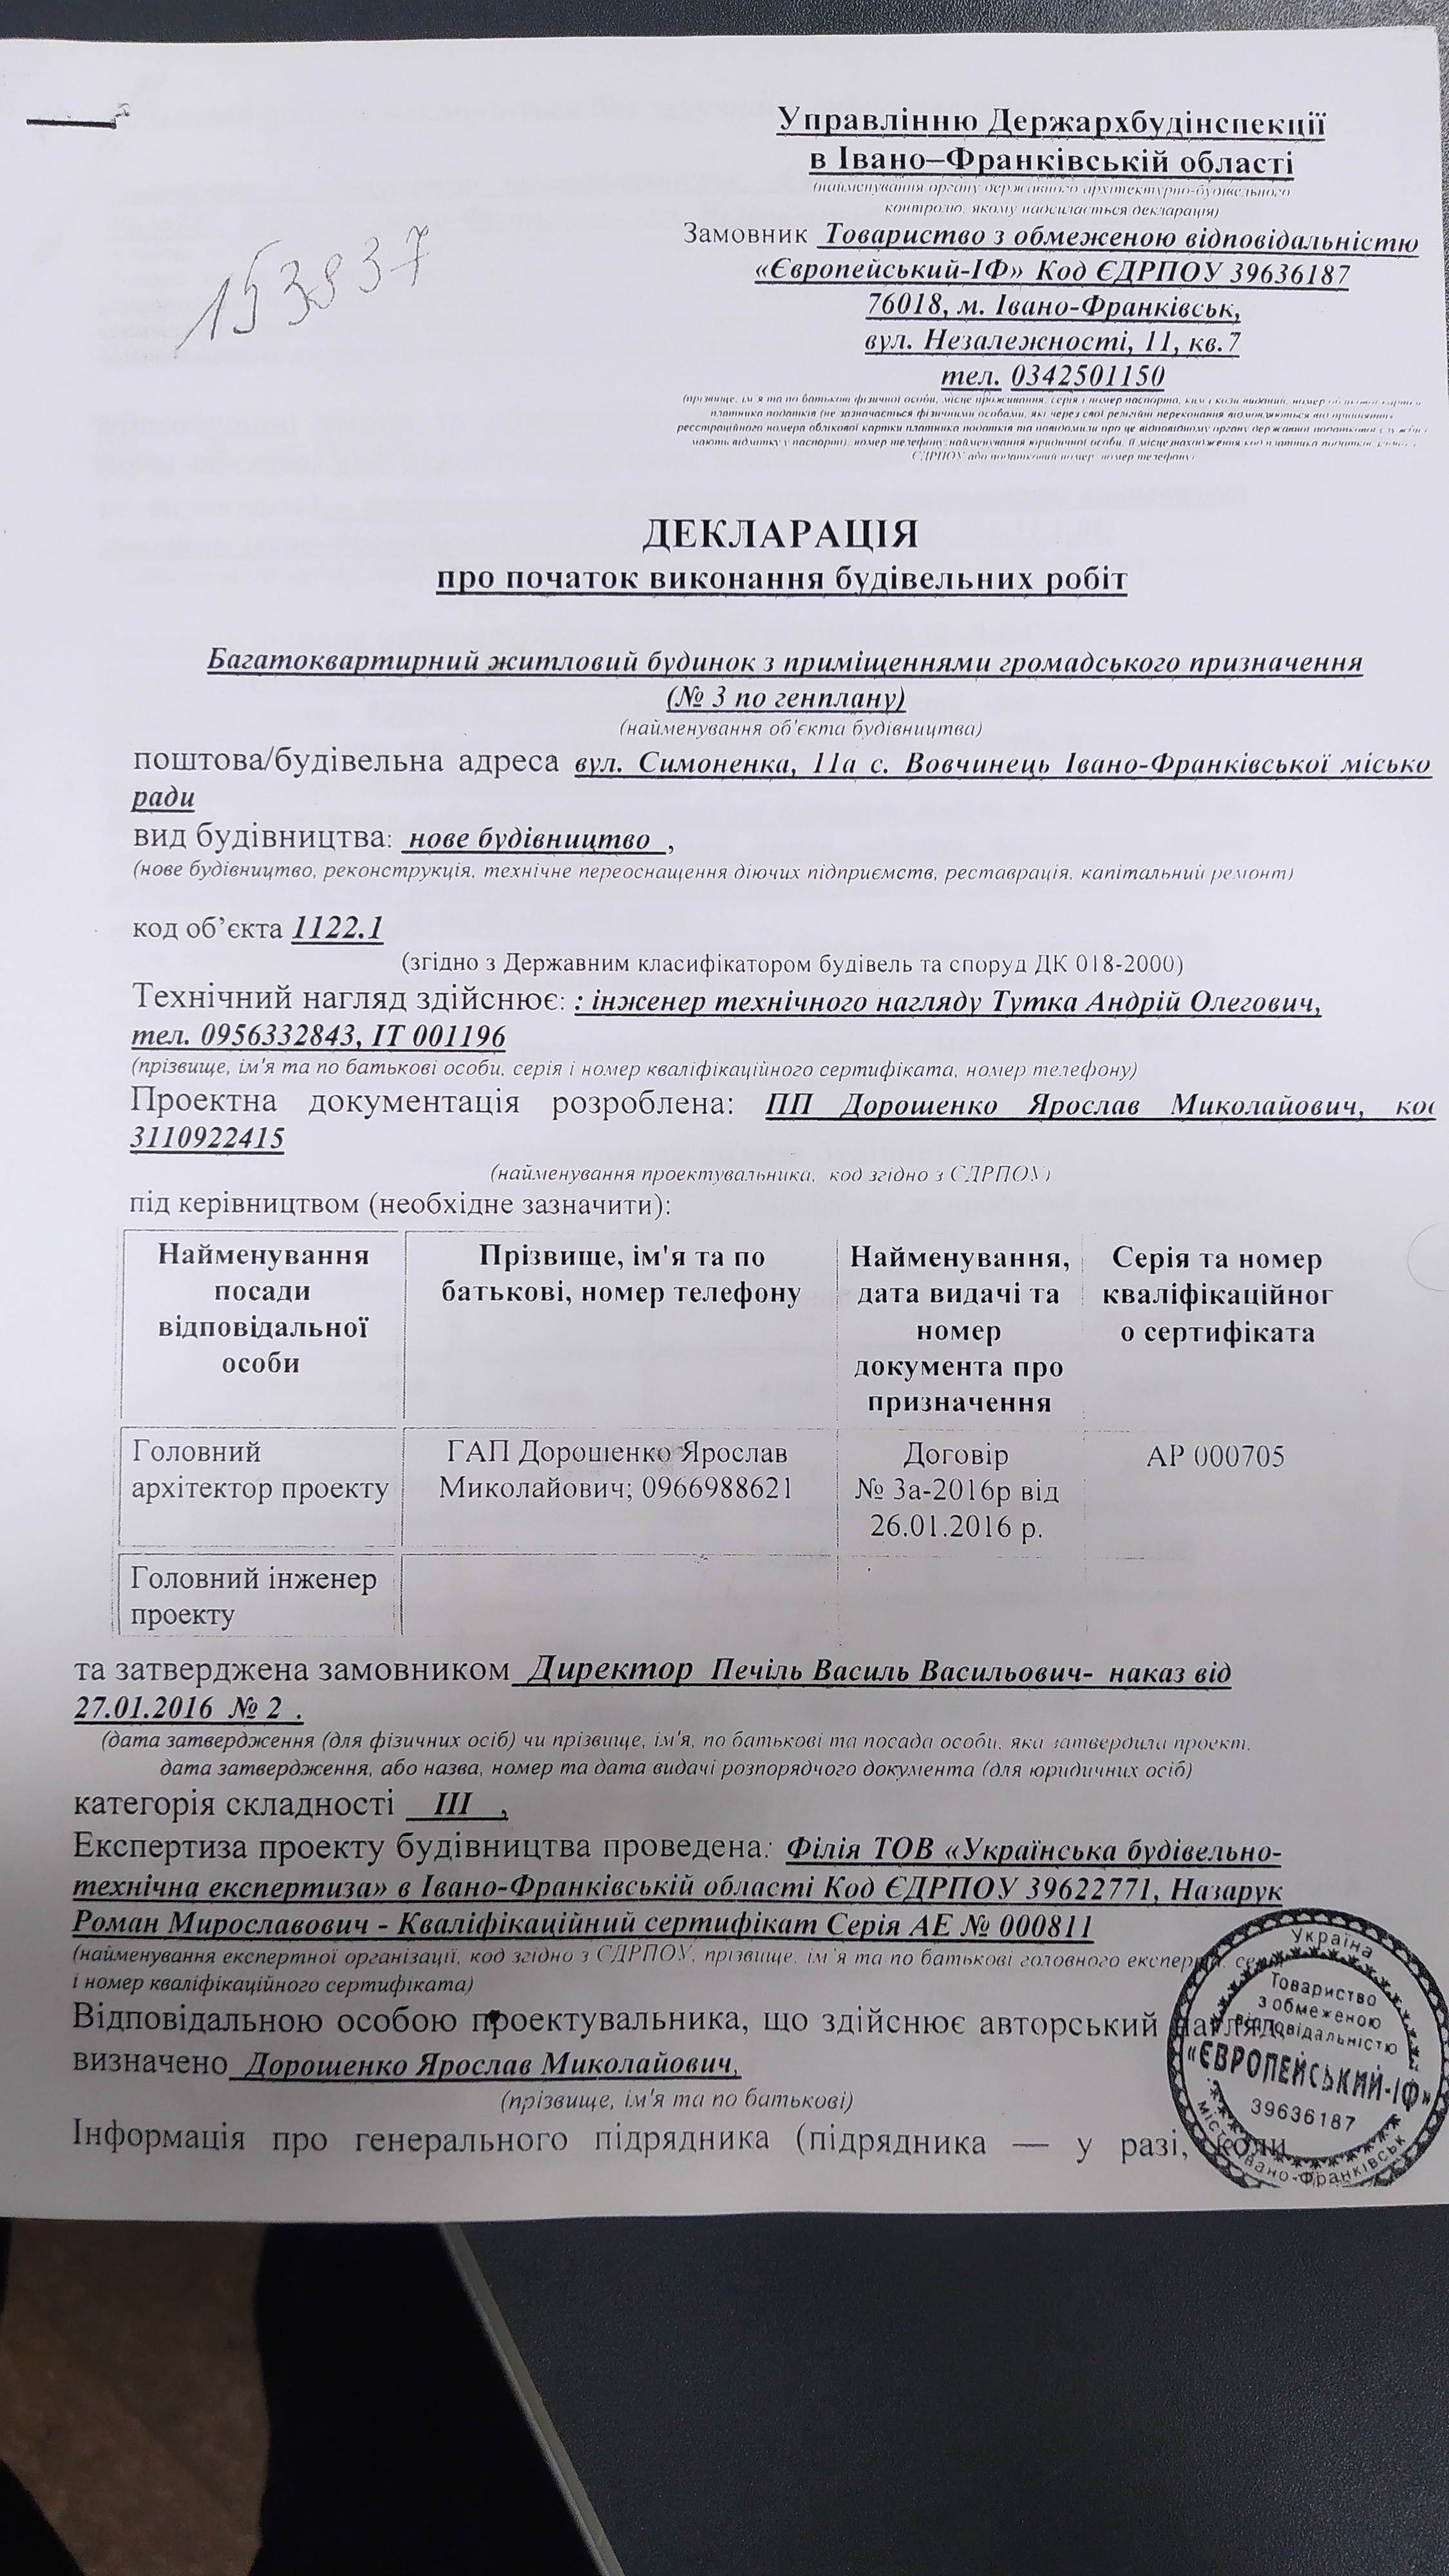 153937
Управлінню Держархбудінспекції
в Івано–Франківській області
(найменування органу державного архітектурно-будівельного
контролю, якому надсилається декларація)
Замовник Товариство з обмеженою відповідальністю
«Європейський-ІФ» Код ЄДРПОУ 39636187
76018, м. Івано-Франківськ,
вул. Незалежності, 11, кв.7
тел. 0342501150
ДЕКЛАРАЦІЯ
про початок виконання будівельних робіт
Багатоквартирний житловий будинок з приміщеннями громадського призначення
(№ 3 по генплану)
(найменування об'єкта будівництва)
поштова/будівельна адреса вул. Симоненка, 11а с. Вовчинець Івано-Франківської місько
ради
вид будівництва: нове будівництво ,
(нове будівництво, реконструкція, технічне переоснащення діючих підприємств, реставрація, капітальний ремонт)
код об’єкта 1122.1
(згідно з Державним класифікатором будівель та споруд ДК 018-2000)
Технічний нагляд здійснює: : інженер технічного нагляду Тутка Андрій Олегович,
тел. 0956332843, ІТ 001196
(прізвище, ім'я та по батькові особи, серія і номер кваліфікаційного сертифіката, номер телефону)
Проектна документація розроблена: ПП Дорошенко Ярослав Миколайович, ко
3110922415
(найменування проектувальника, код згідно з ЄДРПОУ)
під керівництвом (необхідне зазначити):
Найменування посади відповідальної особи
Прізвище, ім'я та по батькові, номер телефону
Найменування, дата видачі та номер документа про призначення
Серія та номер кваліфікаційног о сертифіката
Головний архітектор проекту
ГАП Дорошенко Ярослав Миколайович; 0966988621
Договір № 3а-2016р від 26.01.2016 р.
АР 000705
Головний інженер проекту
та затверджена замовником Директор Печіль Василь Васильович- наказ від
27.01.2016 № 2 .
(дата затвердження (для фізичних осіб) чи прізвище, ім'я, по батькові та посада особи, яка затвердила проект,
дата затвердження, або назва, номер та дата видачі розпорядчого документа (для юридичних осіб)
категорія складності ІІІ ,
Експертиза проекту будівництва проведена: Філія ТОВ «Українська будівельно-
технічна експертиза» в Івано-Франківській області Код ЄДРПОУ 39622771, Назарук
Роман Мирославович - Кваліфікаційний сертифікат Серія АЕ № 000811
(найменування експертної організації, код згідно з ЄДРПОУ, прізвище, ім'я та по батькові головного експерта, серія
і номер кваліфікаційного сертифіката)
Відповідальною особою проектувальника, що здійснює авторський нагляд
визначено Дорошенко Ярослав Миколайович,
(прізвище, ім'я та по батькові)
Інформація про генерального підрядника (підрядника — у разі, коли
Україна
Товариство
з обмеженою
відповідальністю
«ЄВРОПЕЙСЬКИЙ-ІФ»
39636187
місто Івано-Франківськ